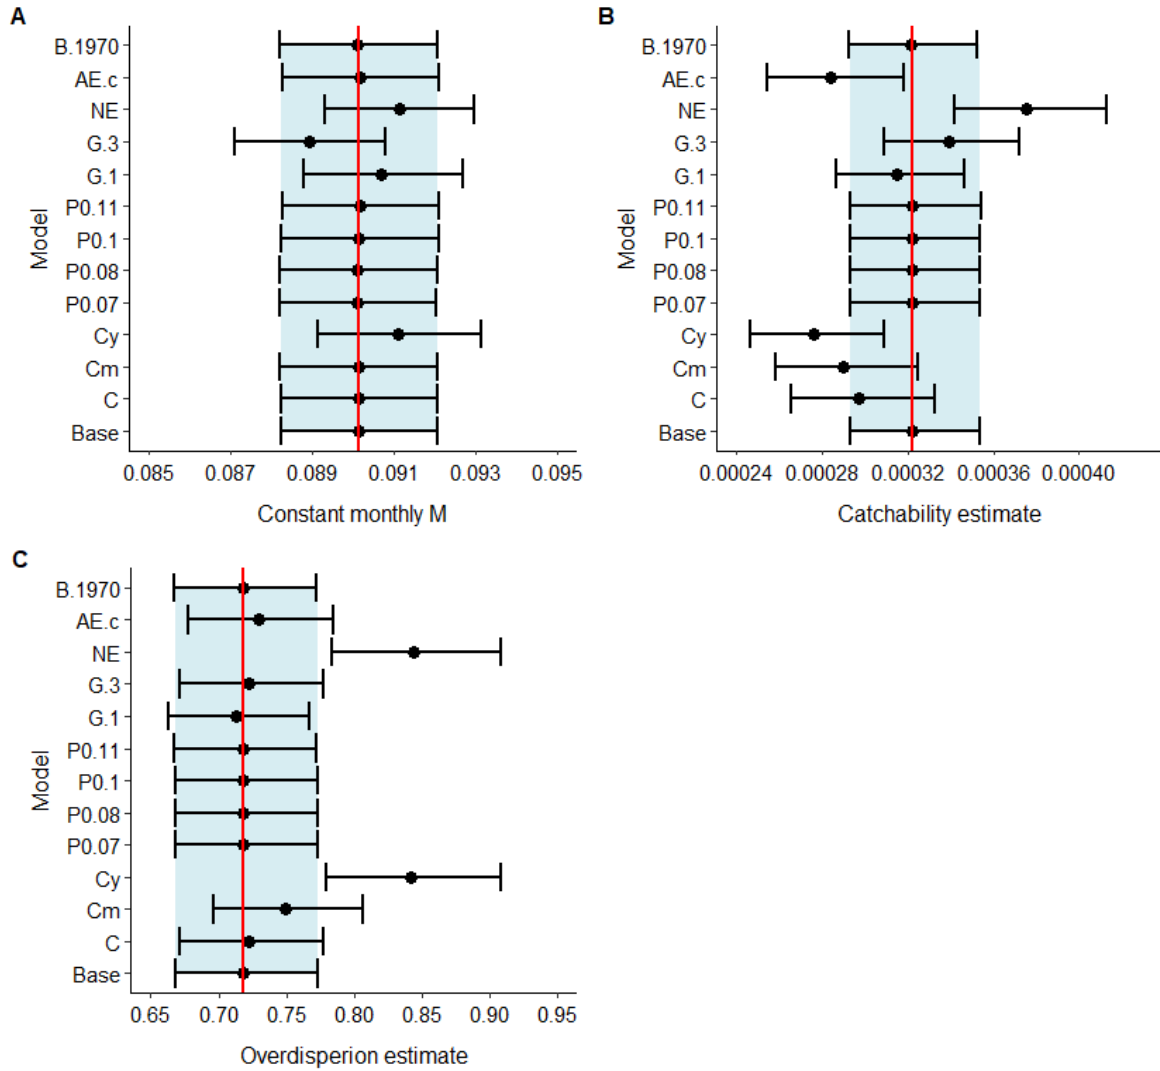 A
Model
B.1970
AE.c
NE
G.3
G.1
P0.11
P0.1
P0.08
P0.07
Cy
Cm
C
Base
0.085 0.087 0.089 0.091 0.093 0.095
Constant monthly M
B
Model
B.1970
AE.c
NE
G.3
G.1
P0.11
P0.1
P0.08
P0.07
Cy
Cm
C
Base
0.00024 0.00028 0.00032 0.00036 0.00040
Catchability estimate
C
Model
B.1970
AE.c
NE
G.3
G.1
P0.11
P0.1
P0.08
P0.07
Cy
Cm
C
Base
0.65 0.70 0.75 0.80 0.85 0.90 0.95
Overdisperion estimate